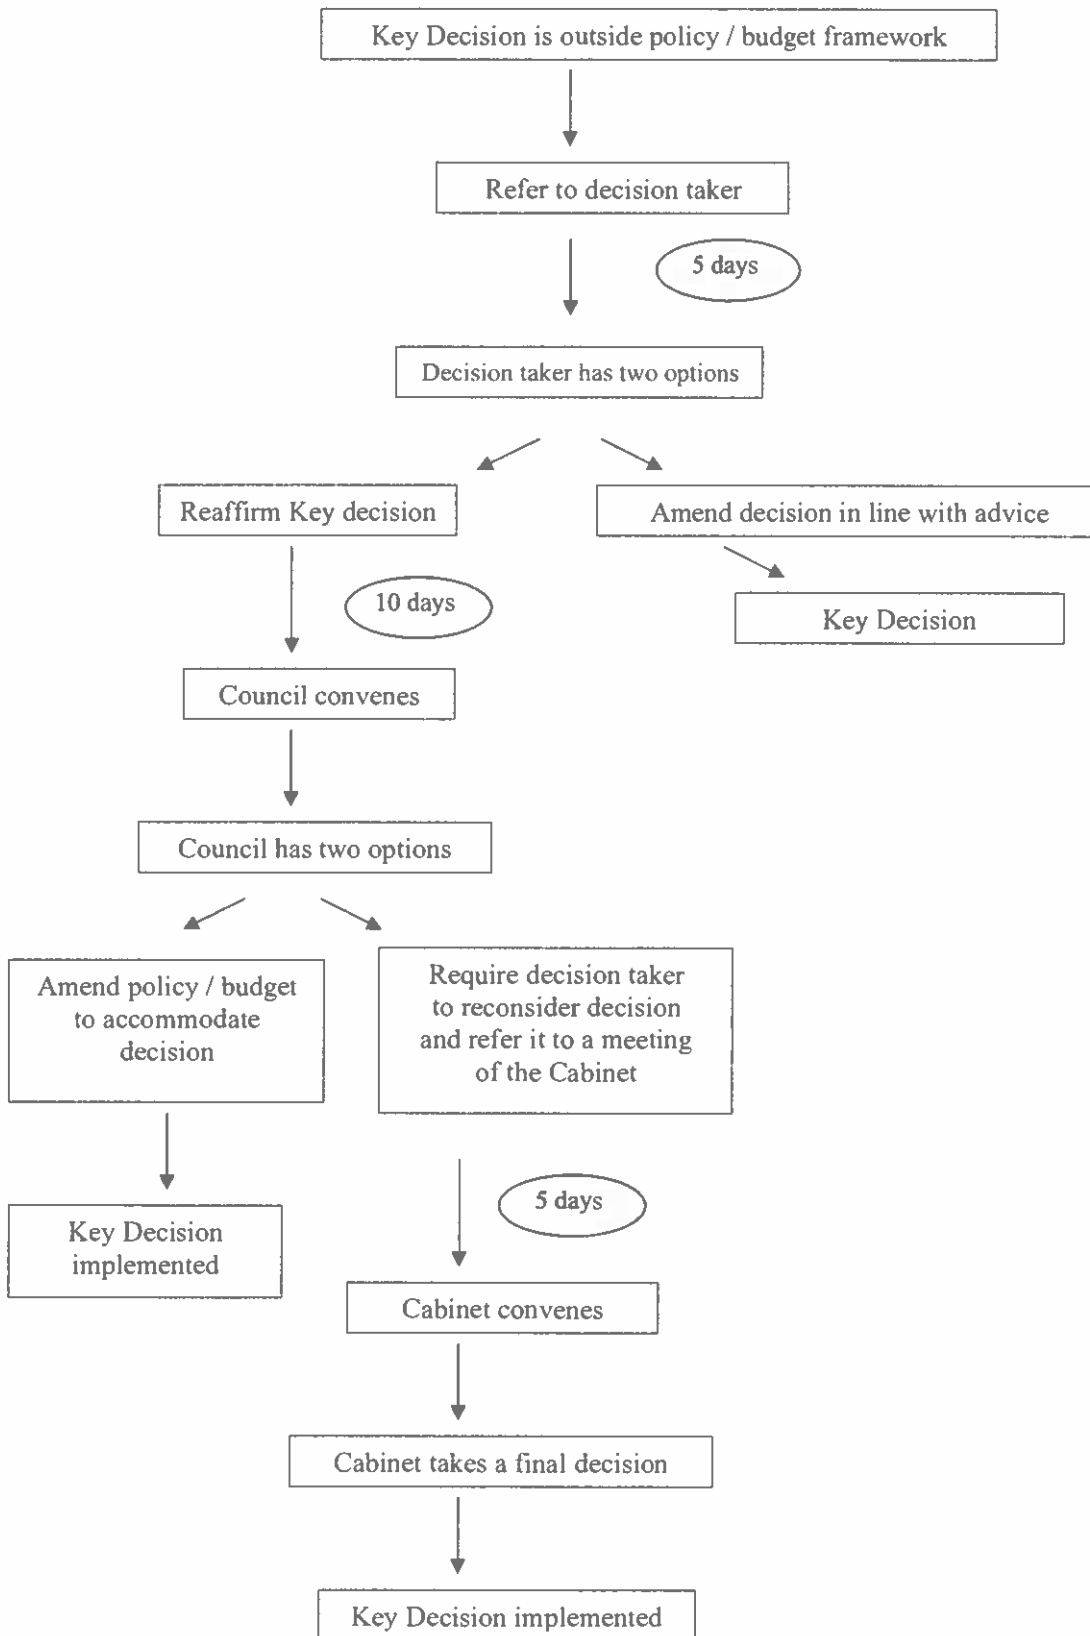 Key Decision is outside policy / budget framework
Refer to decision taker
5 days
Decision taker has two options
Reaffirm Key decision
Amend decision in line with advice
10 days
Key Decision
Council convenes
Council has two options
Amend policy / budget
to accommodate
decision
Require decision taker
to reconsider decision
and refer it to a meeting
of the Cabinet
5 days
Key Decision
implemented
Cabinet convenes
Cabinet takes a final decision
Key Decision implemented